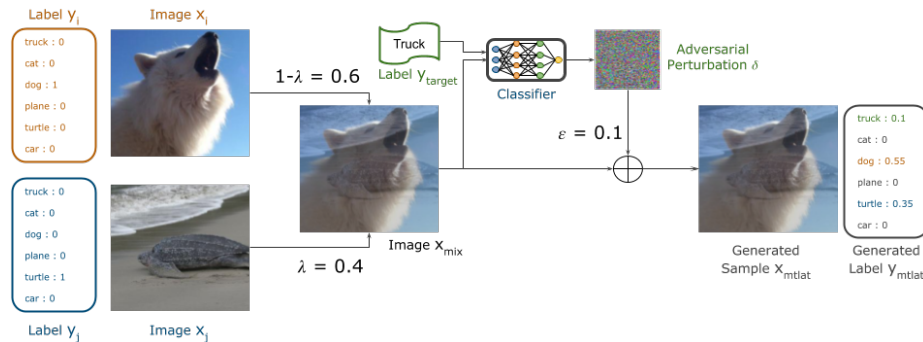 Label y_i
truck : 0
cat : 0
dog : 1
plane : 0
turtle : 0
car : 0
Image x_i
1-λ = 0.6
Truck
Label y_target
Classifier
Adversarial
Perturbation δ
ε = 0.1
truck : 0
cat : 0
dog : 0
plane : 0
turtle : 1
car : 0
Label y_j
Image x_j
λ = 0.4
Image x_mix
Generated
Sample x_mtlat
truck : 0.1
cat : 0
dog : 0.55
plane : 0
turtle : 0.35
car : 0
Generated
Label y_mtlat